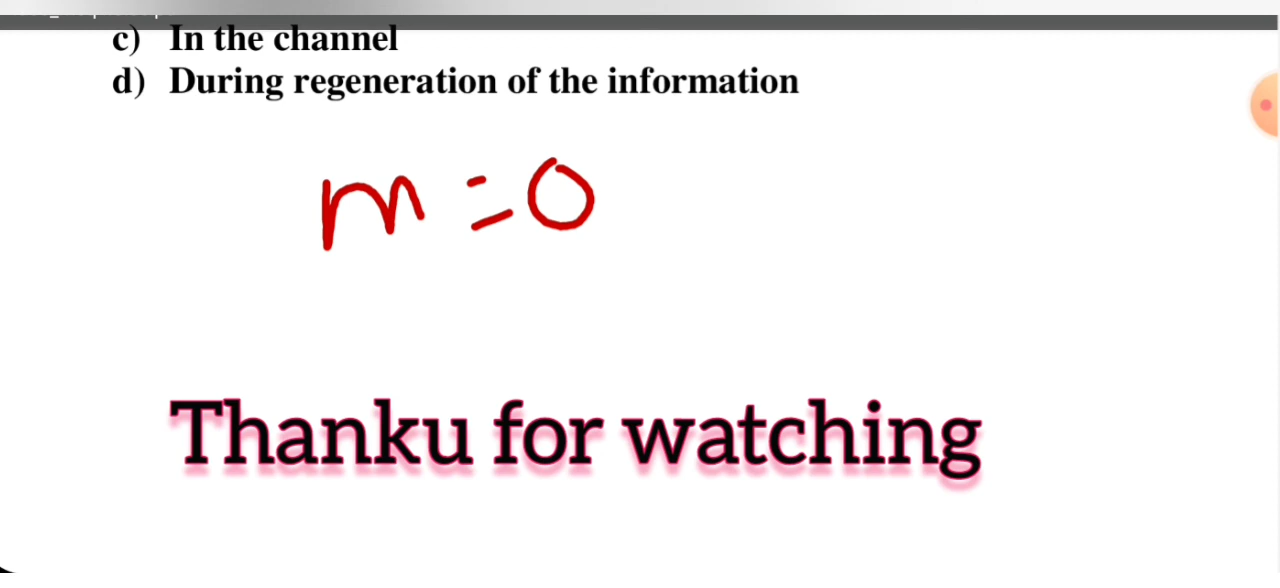 c) In the channel
d) During regeneration of the information
m = 0
Thanku for watching